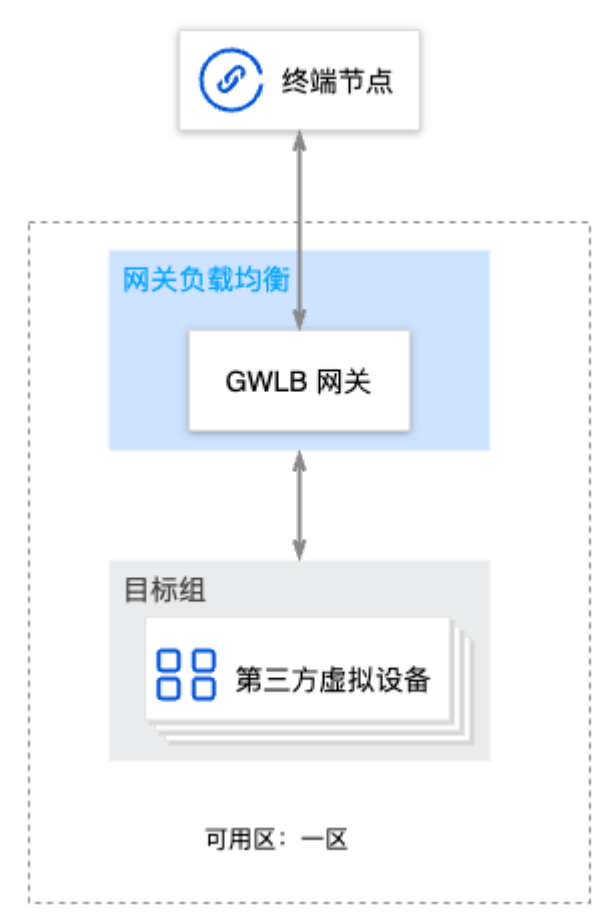 终端节点
网关负载均衡
GWLB 网关
目标组
第三方虚拟设备
可用区：一区